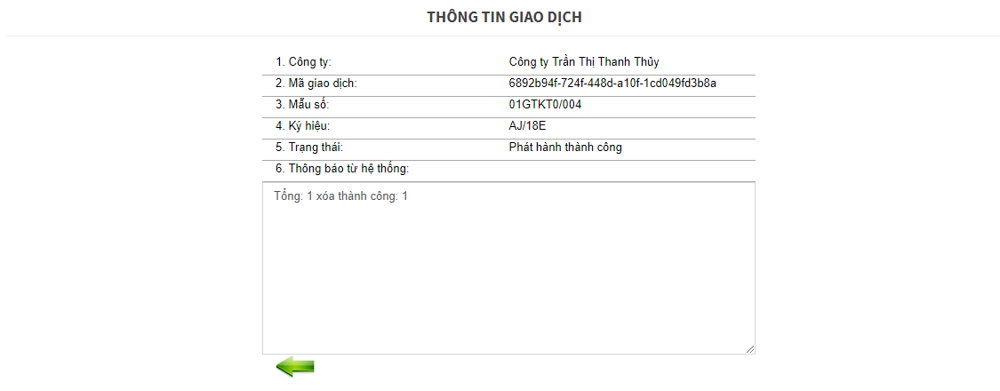 THÔNG TIN GIAO DỊCH
1. Công ty: Công ty Trần Thị Thanh Thủy
2. Mã giao dịch: 6892b94f-724f-448d-a10f-1cd049fd3b8a
3. Mẫu số: 01GTKT0/004
4. Ký hiệu: AJ/18E
5. Trạng thái: Phát hành thành công
6. Thông báo từ hệ thống:
Tổng: 1 xóa thành công: 1